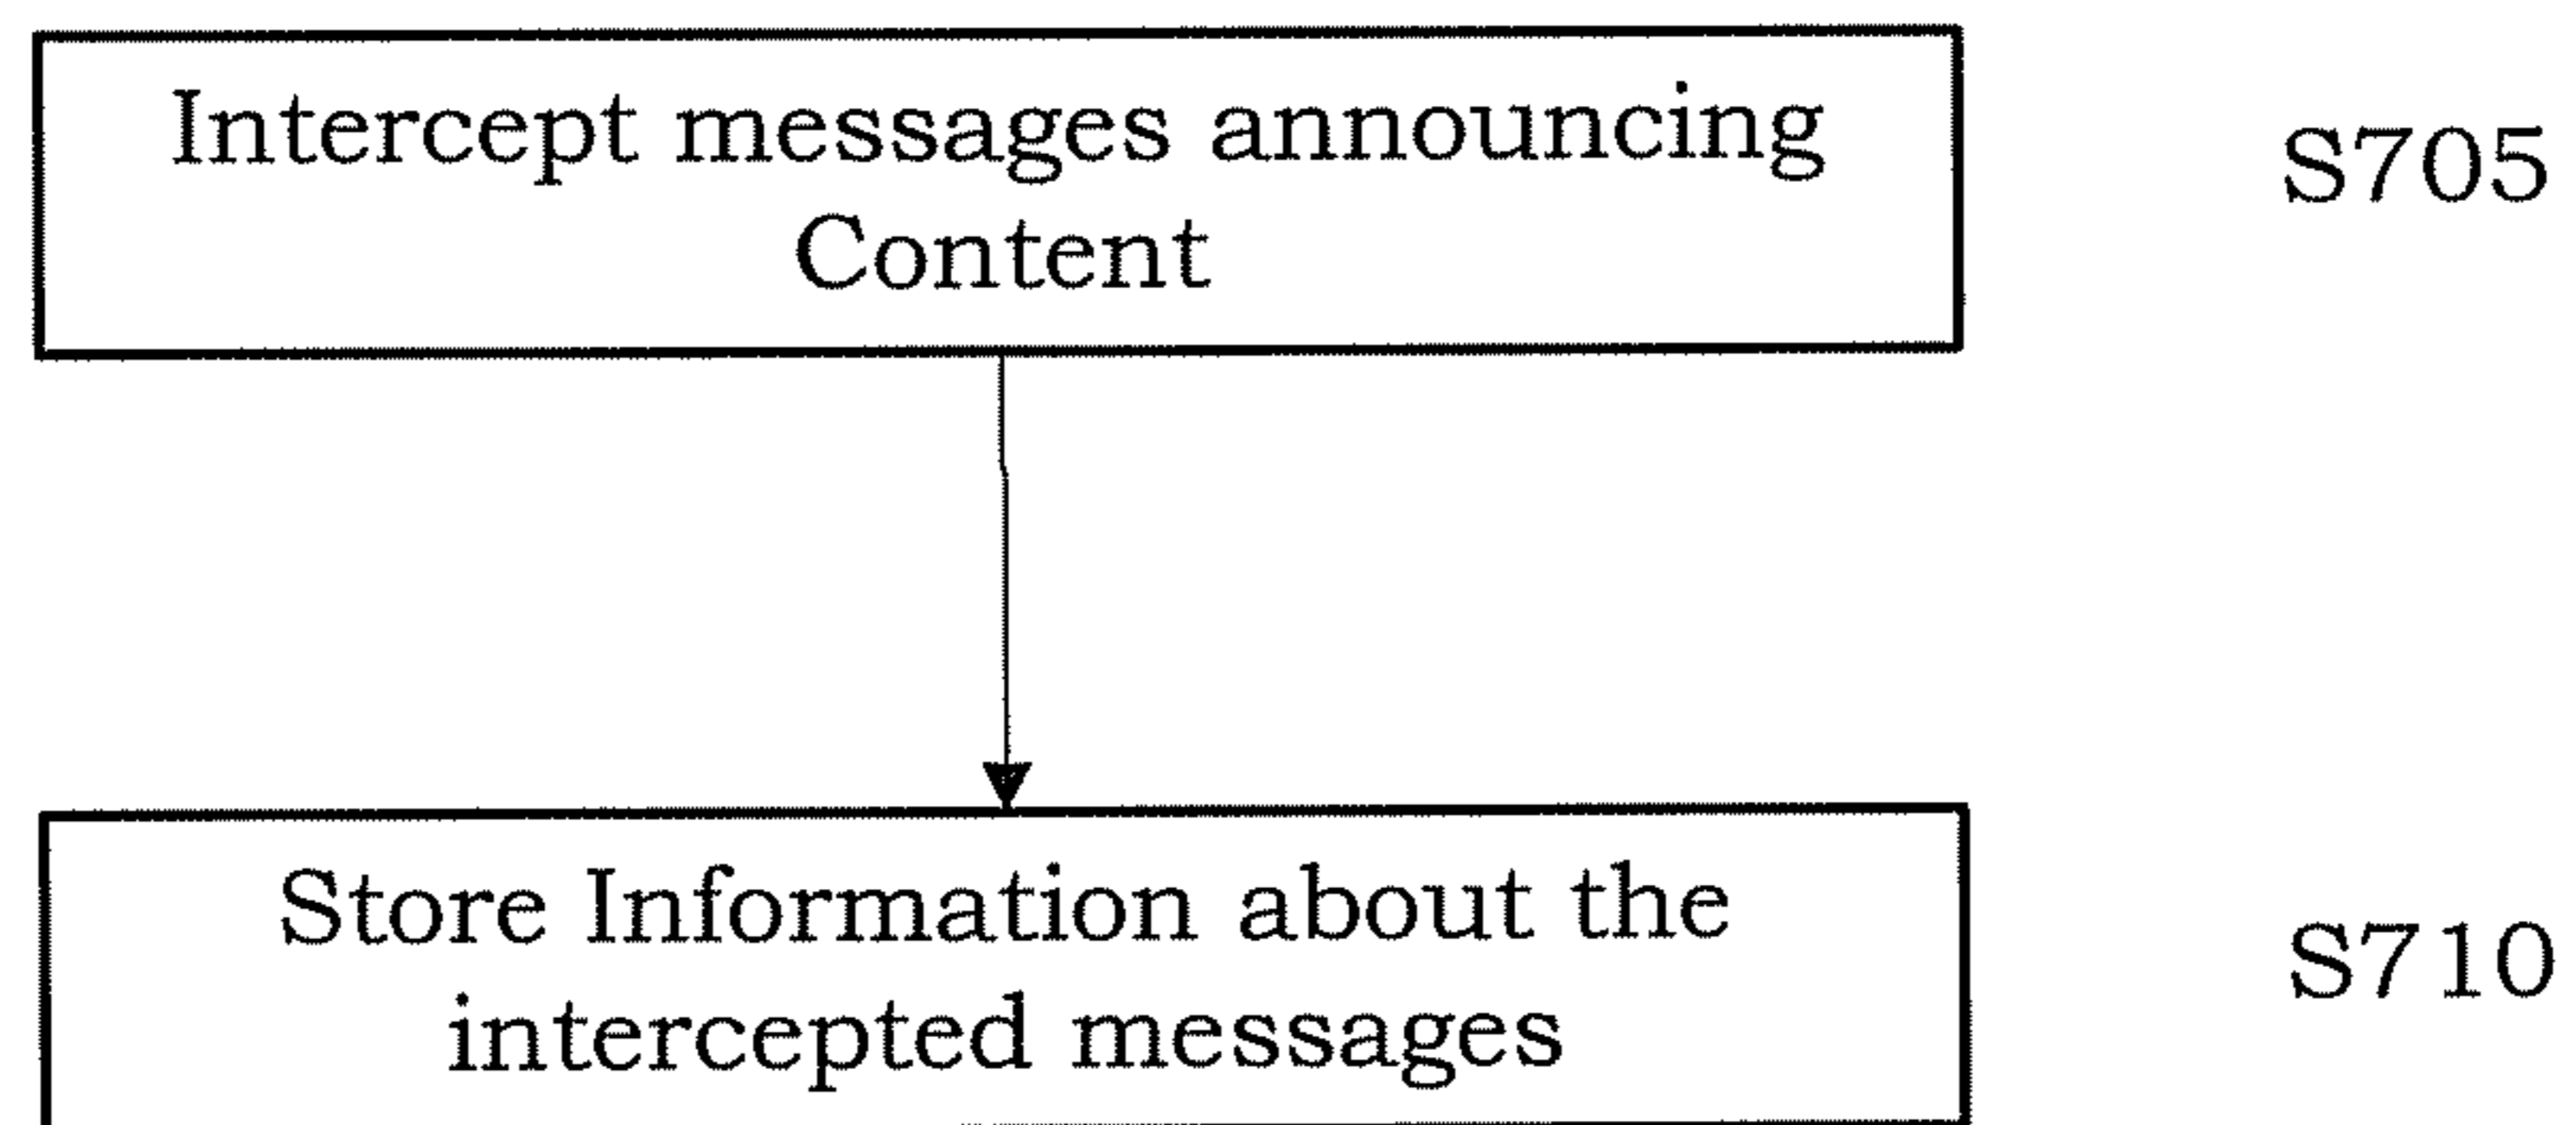 Intercept messages announcing
Content
S705
Store Information about the
intercepted messages
S710